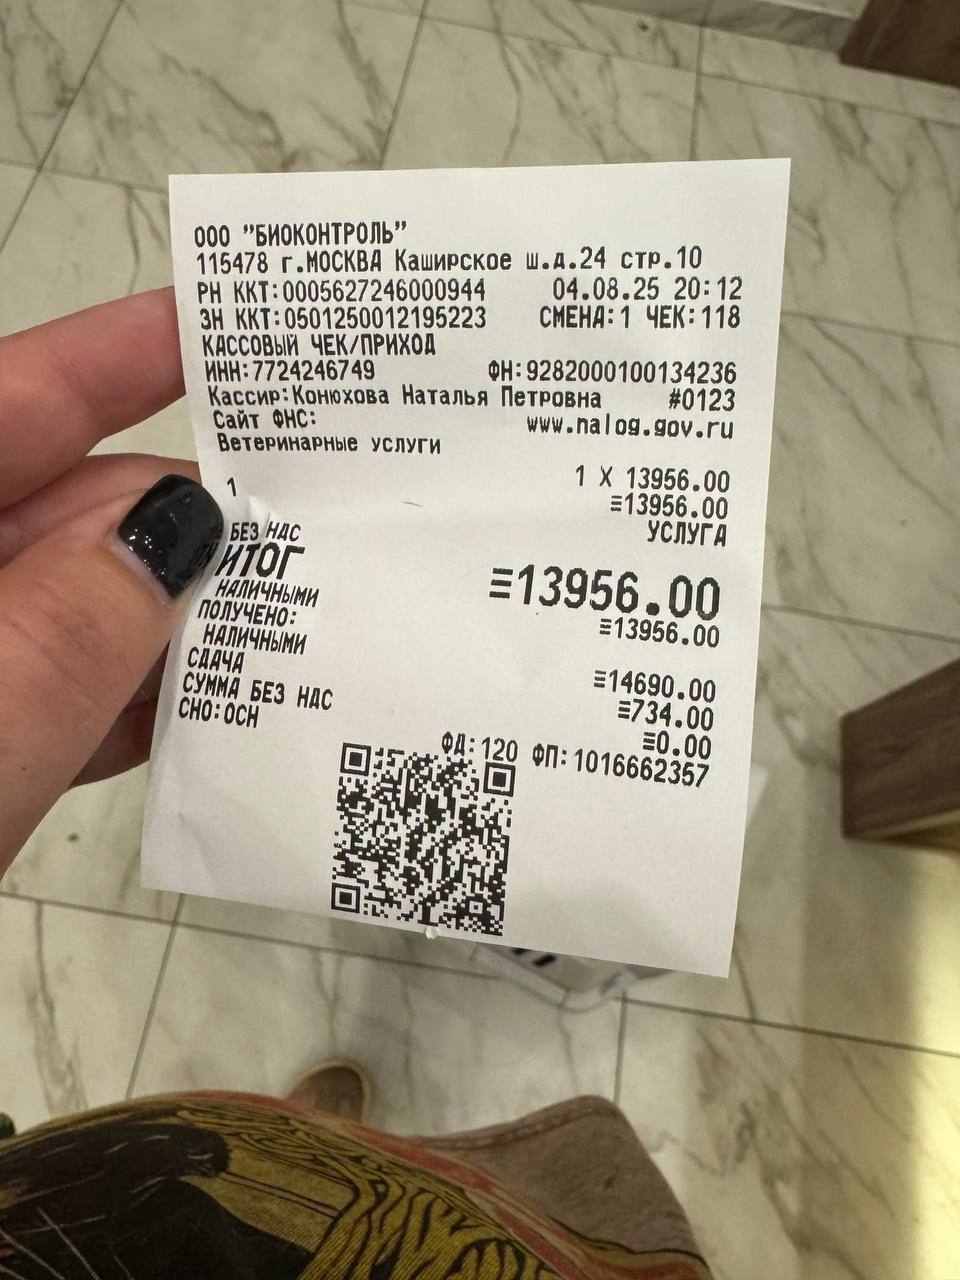 ООО "БИОКОНТРОЛЬ"
115478 г.МОСКВА Каширское ш.д.24 стр.10
РН ККТ:0005627246000944 04.08.25 20:12
ЗН ККТ:0501250012195223 СМЕНА:1 ЧЕК:118
КАССОВЫЙ ЧЕК/ПРИХОД
ИНН:7724246749 ФН:9282000100134236
Кассир:Конюхова Наталья Петровна #0123
Сайт ФНС: www.nalog.gov.ru
Ветеринарные услуги
1 X 13956.00
1 ≡13956.00
УСЛУГА
БЕЗ НДС
ИТОГ ≡13956.00
НАЛИЧНЫМИ ≡13956.00
ПОЛУЧЕНО:
НАЛИЧНЫМИ ≡14690.00
СДАЧА ≡734.00
СУММА БЕЗ НДС ≡0.00
СНО:ОСН
ФД:120 ФП:1016662357